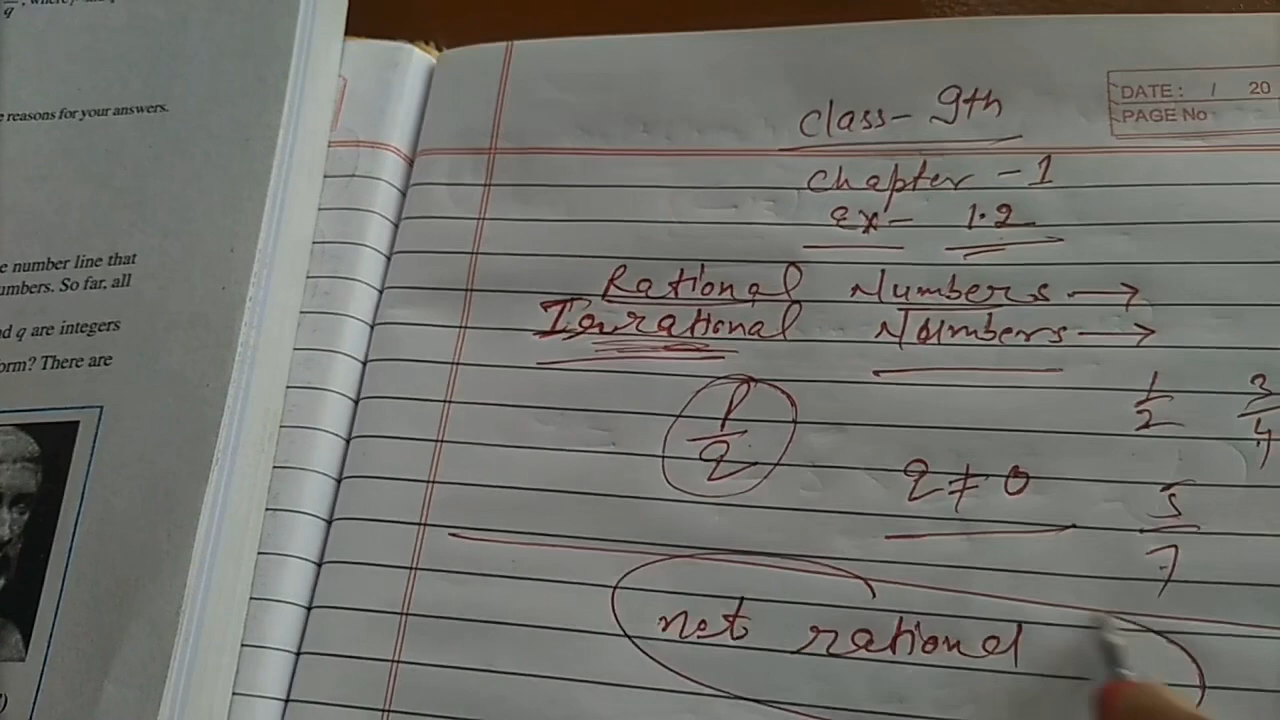 q
e reasons for your answers.
e number line that
umbers. So far, all
d q are integers
orm? There are
DATE: / 20
PAGE No
class- 9th
Chapter - 1
Ex- 1.2
Rational Numbers →
Irrational Numbers →
p/q
q ≠ 0
1/2 3/4
5/7
not rational